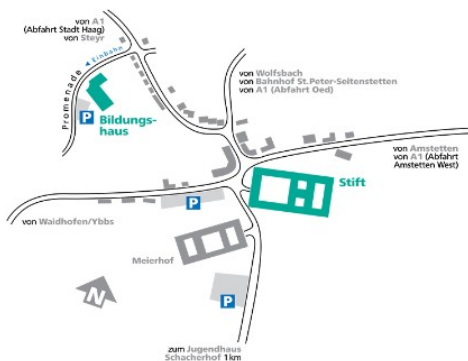 von A1
(Abfahrt Stadt Haag)
von Steyr
Einbahn
Promenade
P
Bildungs-
haus
von Wolfsbach
von Bahnhof St.Peter-Seitenstetten
von A1 (Abfahrt Oed)
von Amstetten
von A1 (Abfahrt
Amstetten West)
Stift
P
von Waidhofen/Ybbs
Meierhof
N
P
zum Jugendhaus
Schacherhof 1km